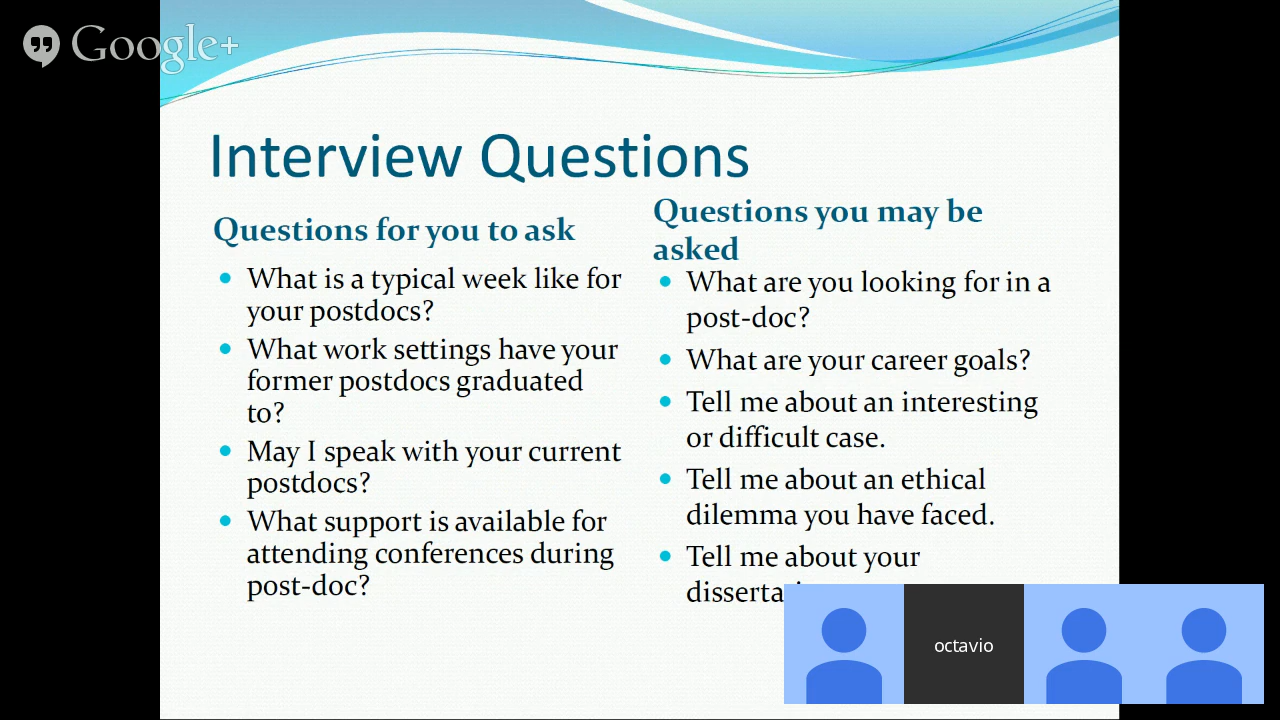 Google+
Interview Questions
Questions for you to ask
What is a typical week like for
your postdocs?
What work settings have your
former postdocs graduated
to?
May I speak with your current
postdocs?
What support is available for
attending conferences during
post-doc?
Questions you may be
asked
What are you looking for in a
post-doc?
What are your career goals?
Tell me about an interesting
or difficult case.
Tell me about an ethical
dilemma you have faced.
Tell me about your
octavio